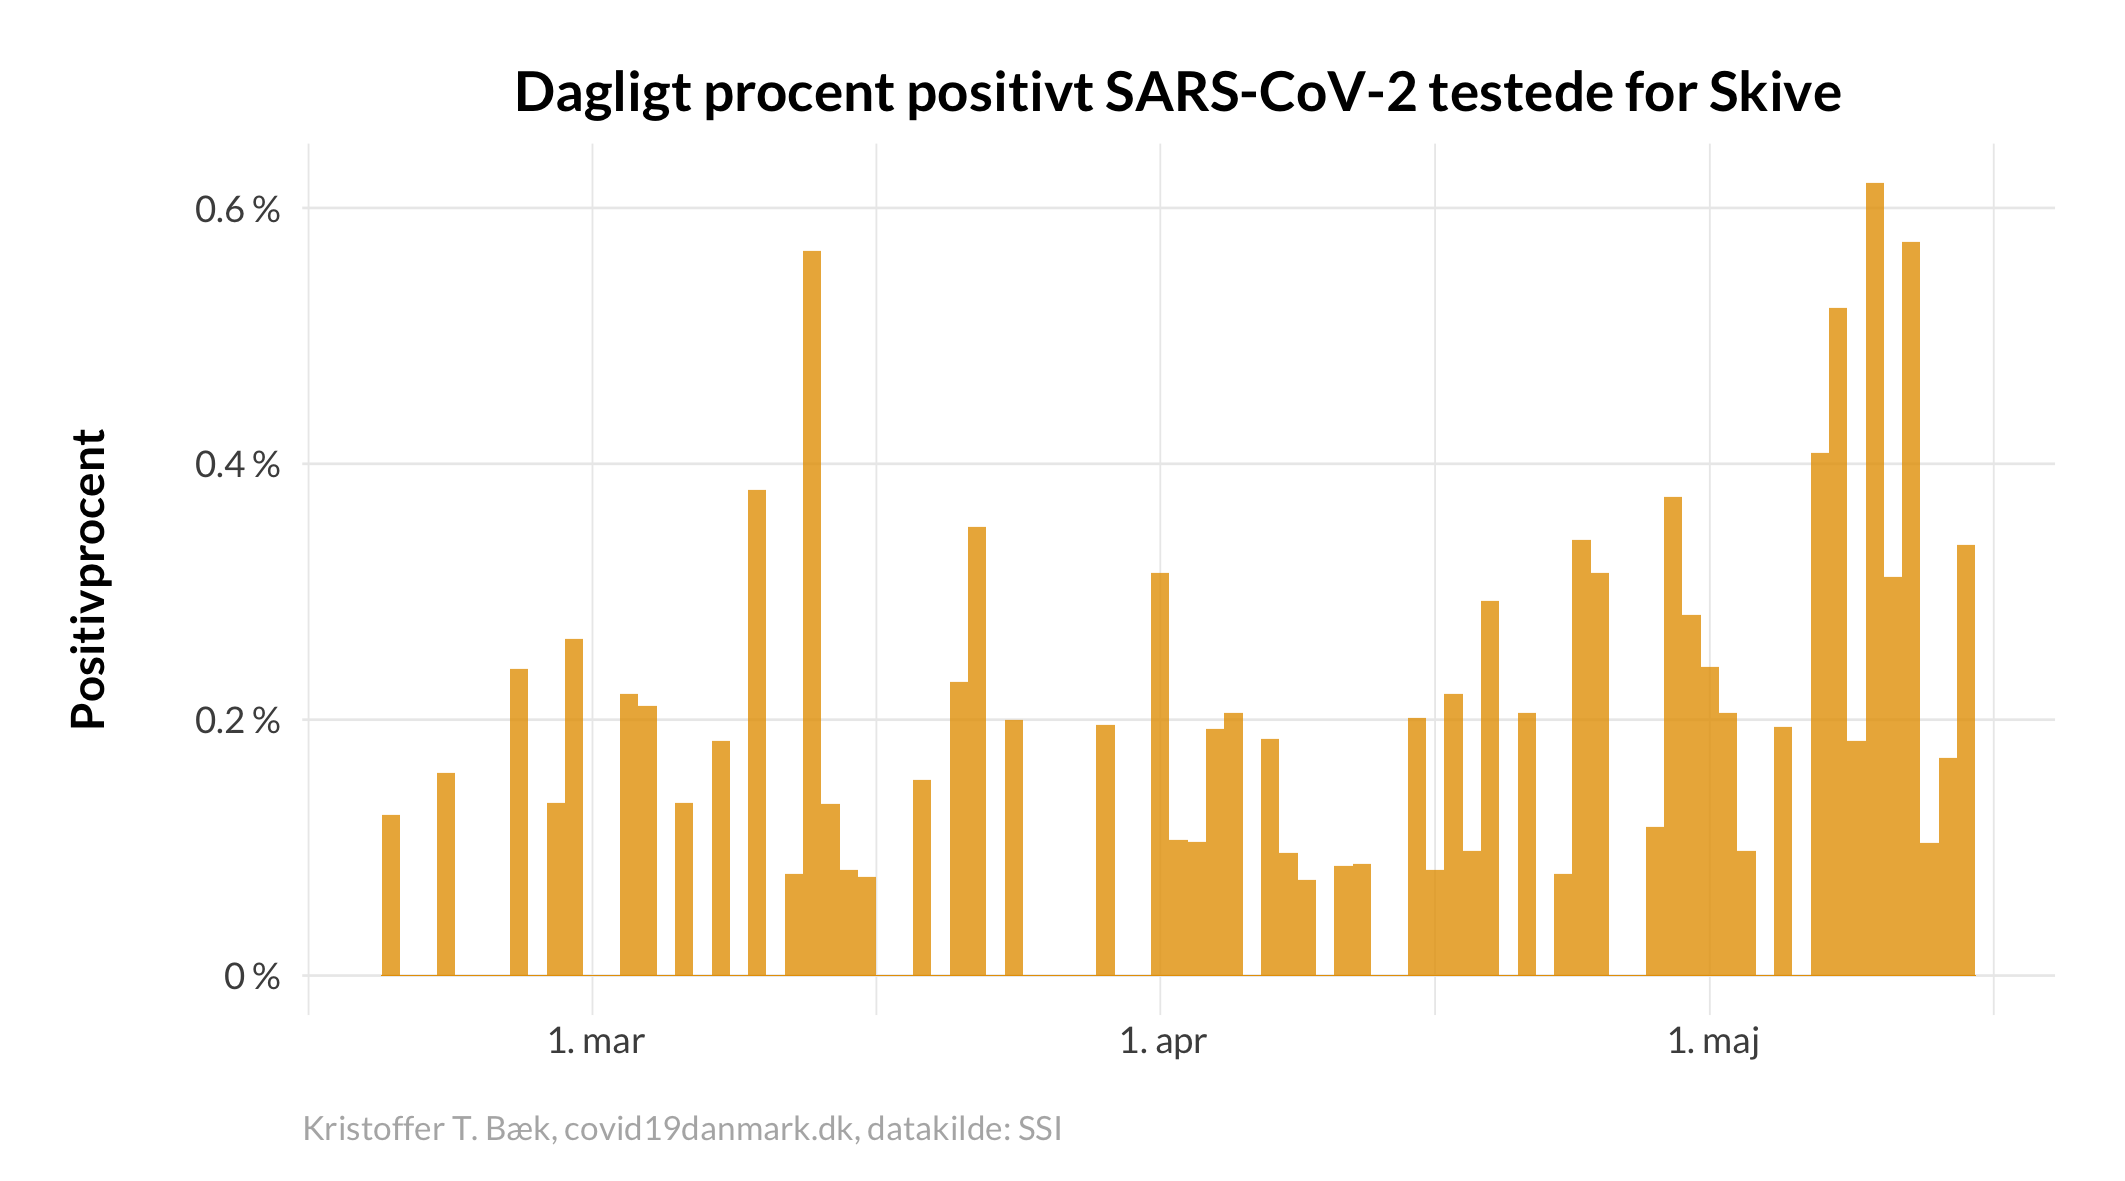 Dagligt procent positivt SARS-CoV-2 testede for Skive
Positivprocent
0.6 %
0.4 %
0.2 %
0 %
1. mar
1. apr
1. maj
Kristoffer T. Bæk, covid19danmark.dk, datakilde: SSI